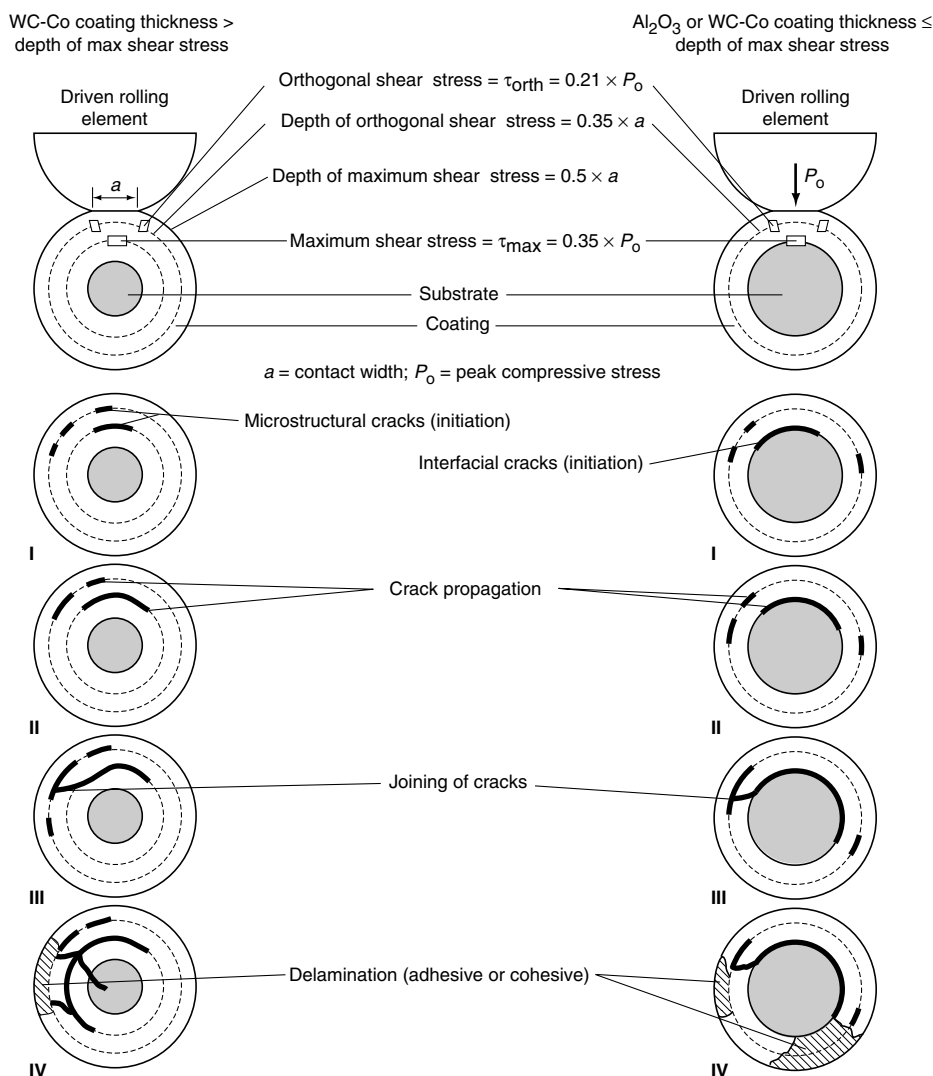 WC-Co coating thickness >
depth of max shear stress
Al2O3 or WC-Co coating thickness ≤
depth of max shear stress
Orthogonal shear stress = τorth = 0.21 × Po
Driven rolling
element
Driven rolling
element
Depth of orthogonal shear stress = 0.35 × a
Depth of maximum shear stress = 0.5 × a
a
Po
Maximum shear stress = τmax = 0.35 × Po
Substrate
Coating
a = contact width; Po = peak compressive stress
Microstructural cracks (initiation)
Interfacial cracks (initiation)
I
I
Crack propagation
II
II
Joining of cracks
III
III
Delamination (adhesive or cohesive)
IV
IV